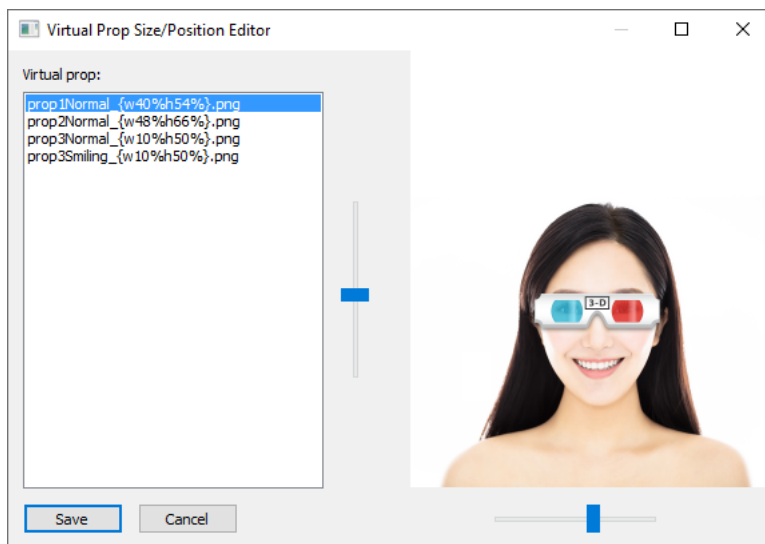 Virtual Prop Size/Position Editor
Virtual prop:
prop1Normal_{w40%h54%}.png
prop2Normal_{w48%h66%}.png
prop3Normal_{w10%h50%}.png
prop3Smiling_{w10%h50%}.png
3-D
Save
Cancel